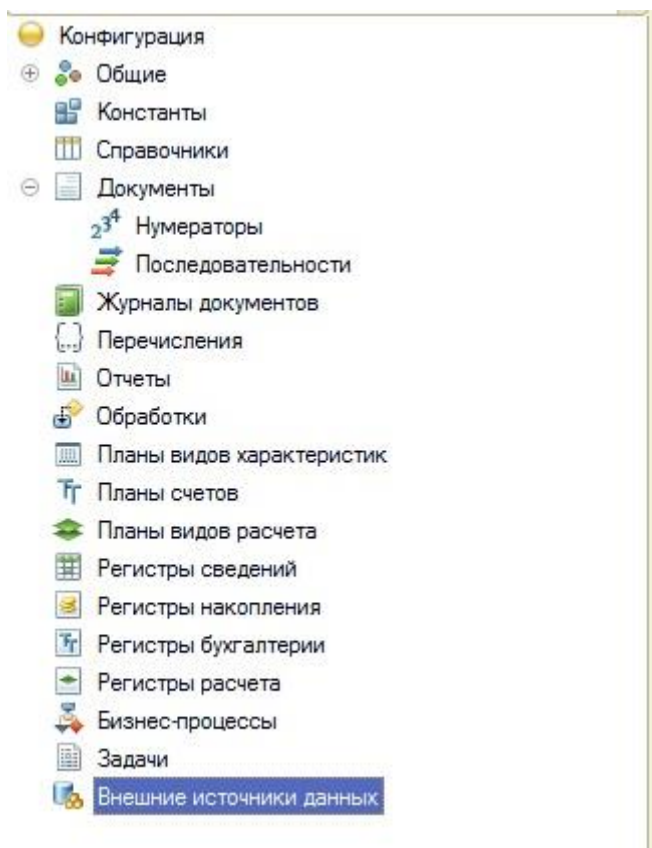 Конфигурация
Общие
Константы
Справочники
Документы
Нумераторы
Последовательности
Журналы документов
Перечисления
Отчеты
Обработки
Планы видов характеристик
Планы счетов
Планы видов расчета
Регистры сведений
Регистры накопления
Регистры бухгалтерии
Регистры расчета
Бизнес-процессы
Задачи
Внешние источники данных